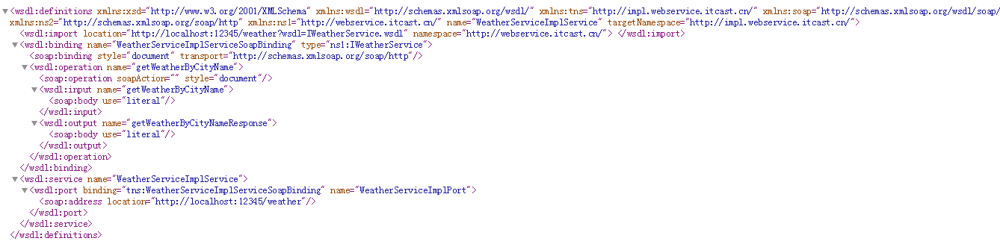 <wsdl:definitions xmlns:xsd="http://www.w3.org/2001/XMLSchema" xmlns:wsdl="http://schemas.xmlsoap.org/wsdl/" xmlns:tns="http://impl.webservice.itcast.cn/" xmlns:soap="http://schemas.xmlsoap.org/wsdl/soap/"
xmlns:ns2="http://schemas.xmlsoap.org/soap/http" xmlns:ns1="http://webservice.itcast.cn/" name="WeatherServiceImplService" targetNamespace="http://impl.webservice.itcast.cn/">
<wsdl:import location="http://localhost:12345/weather?wsdl=IWeatherService.wsdl" namespace="http://webservice.itcast.cn/"> </wsdl:import>
<wsdl:binding name="WeatherServiceImplServiceSoapBinding" type="ns1:IWeatherService">
<soap:binding style="document" transport="http://schemas.xmlsoap.org/soap/http"/>
<wsdl:operation name="getWeatherByCityName">
<soap:operation soapAction="" style="document"/>
<wsdl:input name="getWeatherByCityName">
<soap:body use="literal"/>
</wsdl:input>
<wsdl:output name="getWeatherByCityNameResponse">
<soap:body use="literal"/>
</wsdl:output>
</wsdl:operation>
</wsdl:binding>
<wsdl:service name="WeatherServiceImplService">
<wsdl:port binding="tns:WeatherServiceImplServiceSoapBinding" name="WeatherServiceImplPort">
<soap:address location="http://localhost:12345/weather"/>
</wsdl:port>
</wsdl:service>
</wsdl:definitions>